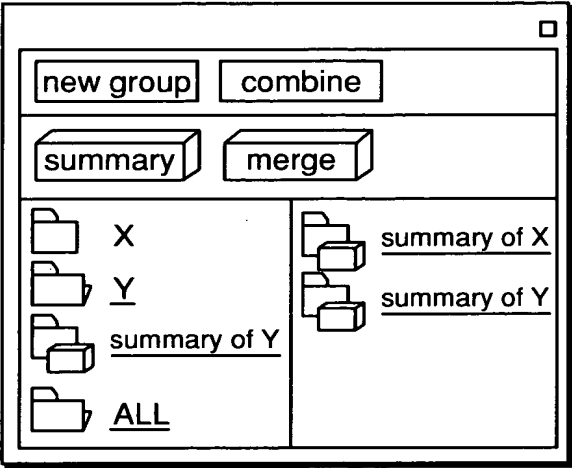 new group
combine
summary
merge
X
Y
summary of Y
ALL
summary of X
summary of Y